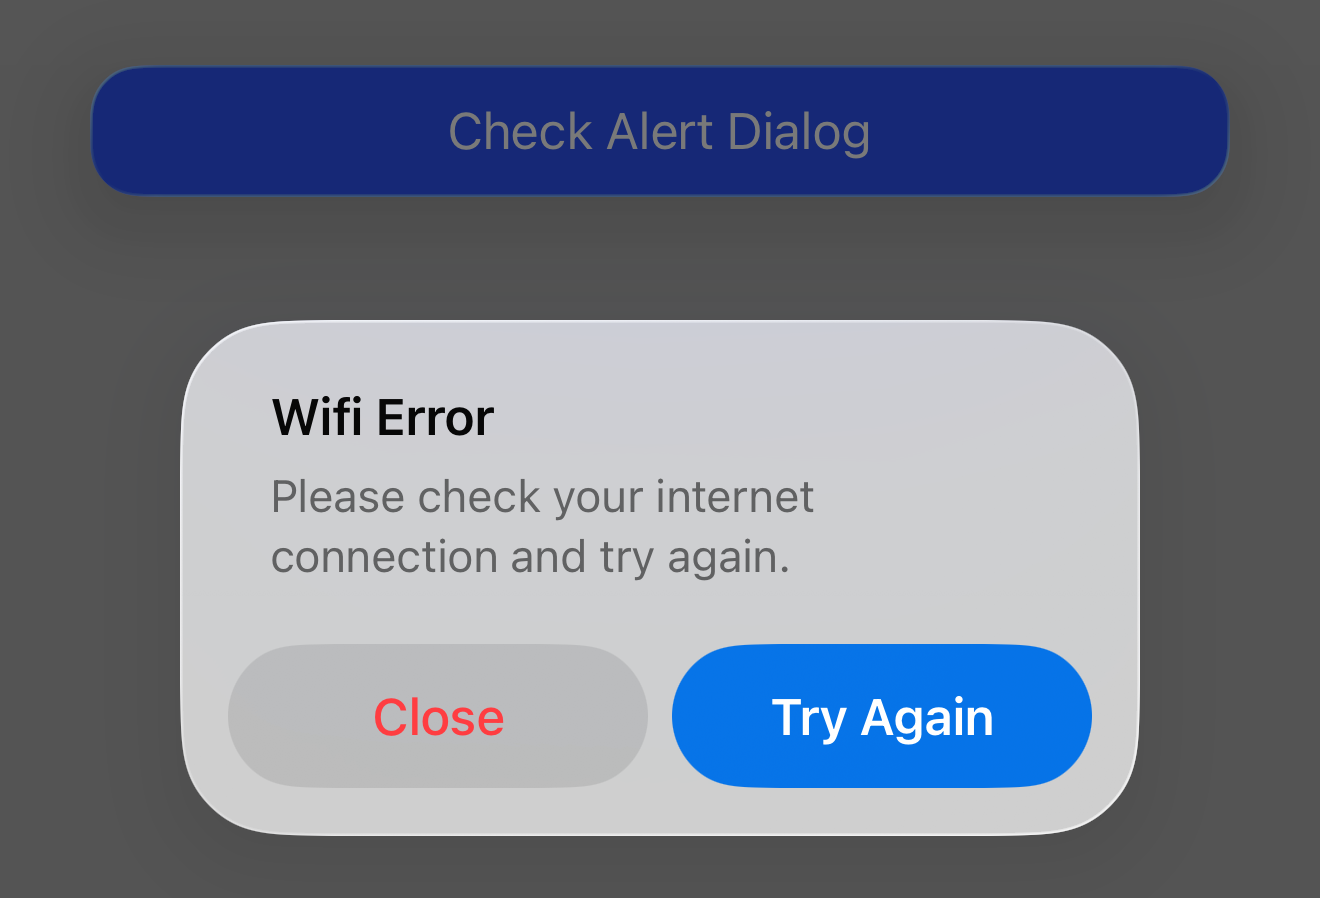 Check Alert Dialog
Wifi Error
Please check your internet
connection and try again.
Close
Try Again